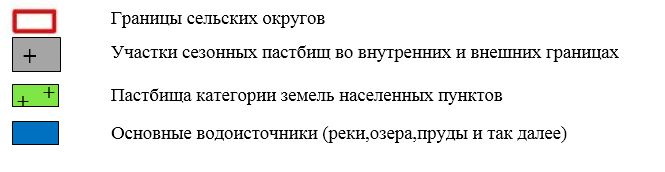 Границы сельских округов
Участки сезонных пастбищ во внутренних и внешних границах
Пастбища категории земель населенных пунктов
Основные водоисточники (реки,озера,пруды и так далее)